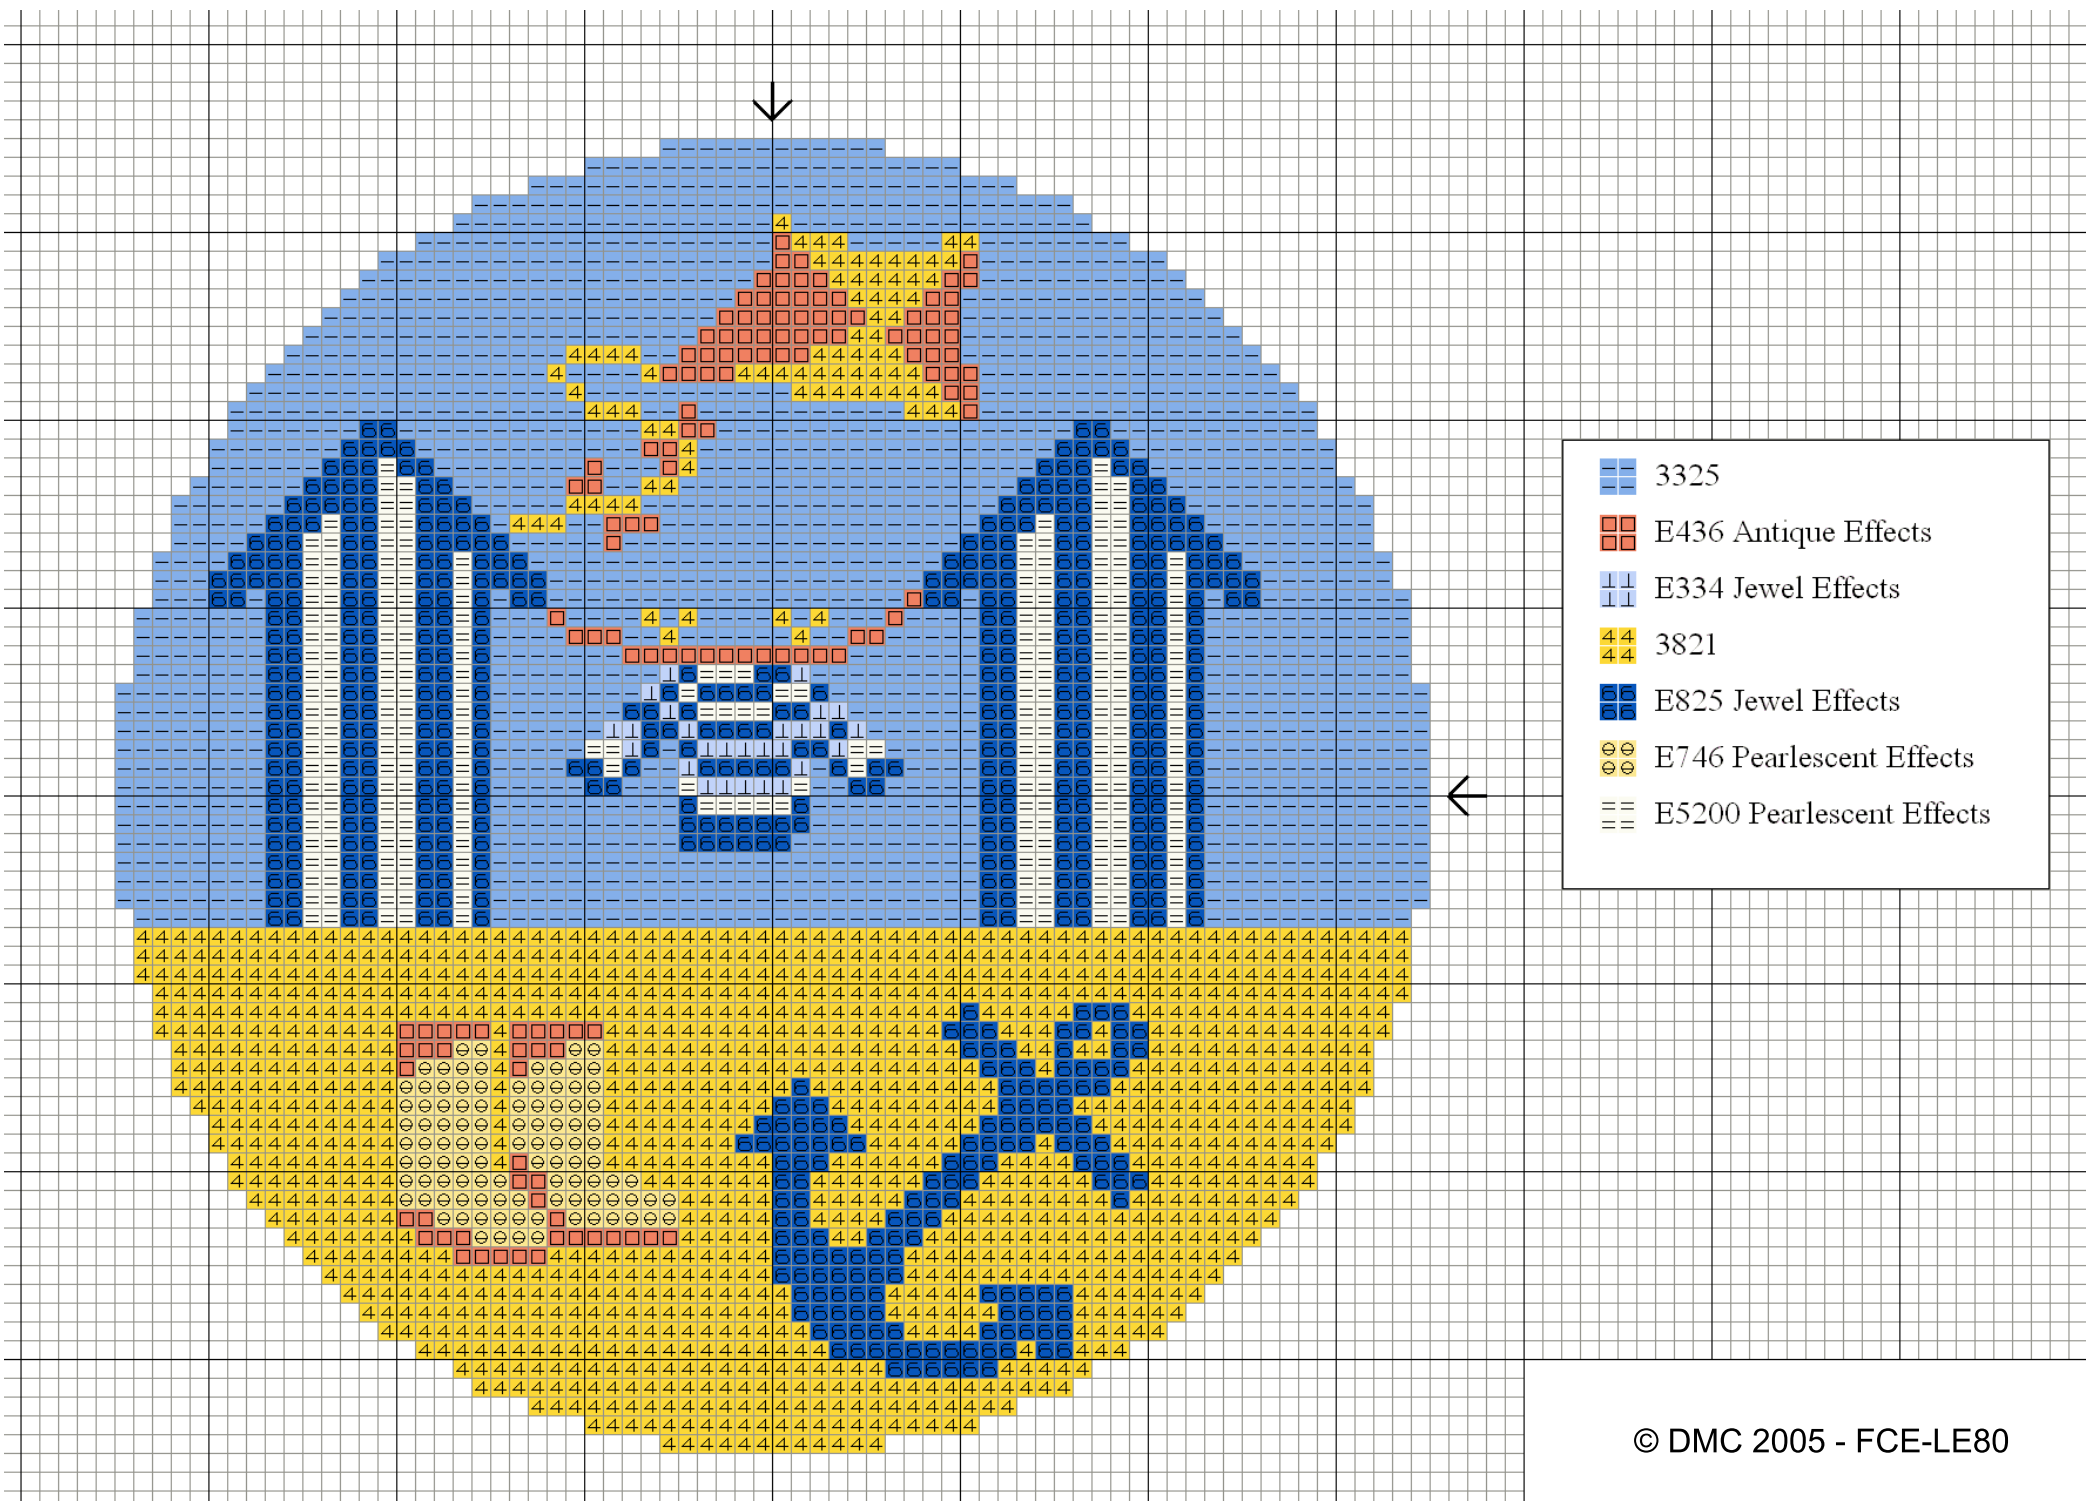 3325
E436 Antique Effects
E334 Jewel Effects
3821
E825 Jewel Effects
E746 Pearlescent Effects
E5200 Pearlescent Effects
© DMC 2005 - FCE-LE80